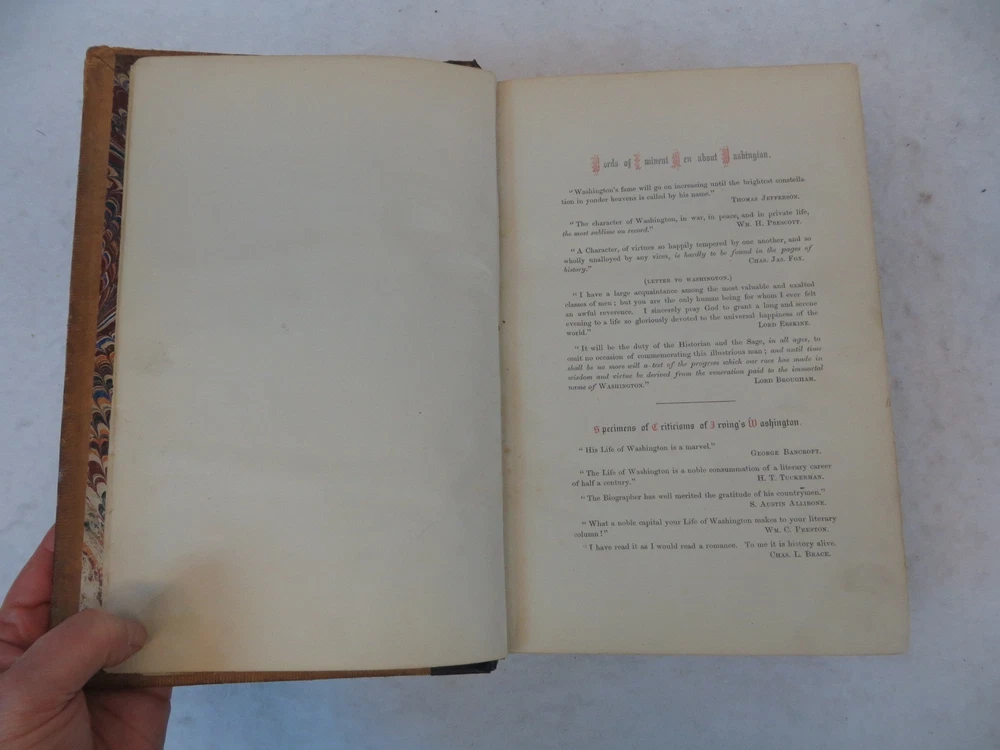 Words of Eminent Men about Washington.
"Washington's fame will go on increasing until the brightest constella-
tion in yonder heavens is called by his name."
THOMAS JEFFERSON.
"The character of Washington, in war, in peace, and in private life,
the most sublime on record."
WM. H. PRESCOTT.
"A Character, of virtues so happily tempered by one another, and so
wholly unalloyed by any vices, is hardly to be found in the pages of
history."
CHAS. JAS. FOX.
(LETTER TO WASHINGTON.)
"I have a large acquaintance among the most valuable and exalted
classes of men; but you are the only human being for whom I ever felt
an awful reverence. I sincerely pray God to grant a long and serene
evening to a life so gloriously devoted to the universal happiness of the
world."
LORD ERSKINE.
"It will be the duty of the Historian and the Sage, in all ages, to
omit no occasion of commemorating this illustrious man; and until time
shall be no more will a test of the progress which our race has made in
wisdom and virtue be derived from the veneration paid to the immortal
name of WASHINGTON."
LORD BROUGHAM.
Specimens of Criticisms of Irving's Washington.
"His Life of Washington is a marvel."
GEORGE BANCROFT.
"The Life of Washington is a noble consummation of a literary career
of half a century."
H. T. TUCKERMAN.
"The Biographer has well merited the gratitude of his countrymen."
S. AUSTIN ALLIBONE.
"What a noble capital your Life of Washington makes to your literary
column!"
WM. C. PRESTON.
"I have read it as I would read a romance. To me it is history alive.
CHAS. L. BRACE.